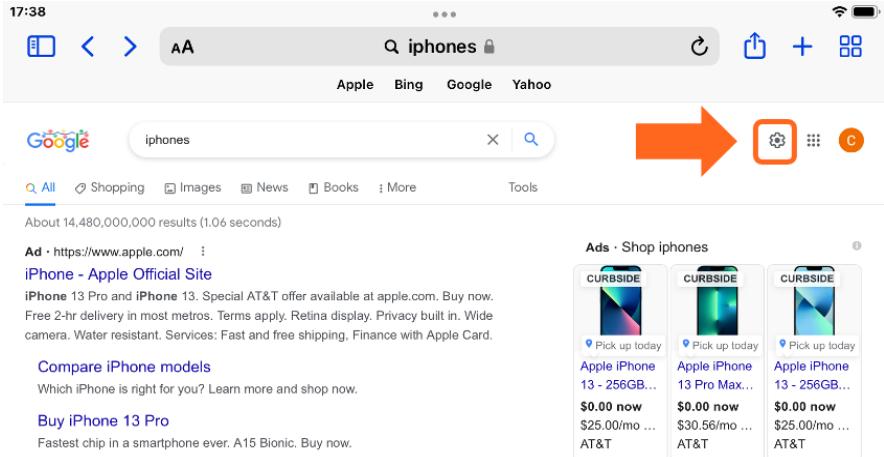 17:38
AA iphones
Apple Bing Google Yahoo
Google iphones C
All Shopping Images News Books More Tools
About 14,480,000,000 results (1.06 seconds)
Ad · https://www.apple.com/
iPhone - Apple Official Site
iPhone 13 Pro and iPhone 13. Special AT&T offer available at apple.com. Buy now.
Free 2-hr delivery in most metros. Terms apply. Retina display. Privacy built in. Wide
camera. Water resistant. Services: Fast and free shipping, Finance with Apple Card.
Compare iPhone models
Which iPhone is right for you? Learn more and shop now.
Buy iPhone 13 Pro
Fastest chip in a smartphone ever. A15 Bionic. Buy now.
Ads · Shop iphones
CURBSIDE CURBSIDE CURBSIDE
Pick up today Pick up today Pick up today
Apple iPhone Apple iPhone Apple iPhone
13 - 256GB... 13 Pro Max... 13 - 256GB...
$0.00 now $0.00 now $0.00 now
$25.00/mo ... $30.56/mo ... $25.00/mo ...
AT&T AT&T AT&T